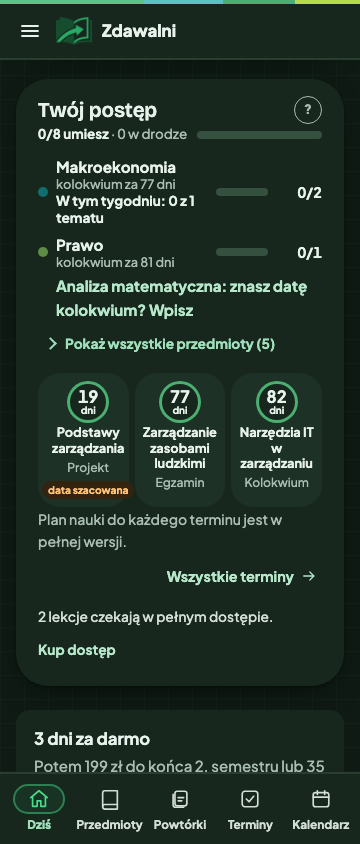 Zdawalni
Twój postęp
?
0/8 umiesz · 0 w drodze
Makroekonomia
kolokwium za 77 dni
W tym tygodniu: 0 z 1
tematu
0/2
Prawo
kolokwium za 81 dni
0/1
Analiza matematyczna: znasz datę
kolokwium? Wpisz
Pokaż wszystkie przedmioty (5)
19
dni
Podstawy
zarządzania
Projekt
data szacowana
77
dni
Zarządzanie
zasobami
ludzkimi
Egzamin
82
dni
Narzędzia IT
w
zarządzaniu
Kolokwium
Plan nauki do każdego terminu jest w
pełnej wersji.
Wszystkie terminy →
2 lekcje czekają w pełnym dostępie.
Kup dostęp
3 dni za darmo
Potem 199 zł do końca 2. semestru lub 35
Dziś
Przedmioty
Powtórki
Terminy
Kalendarz